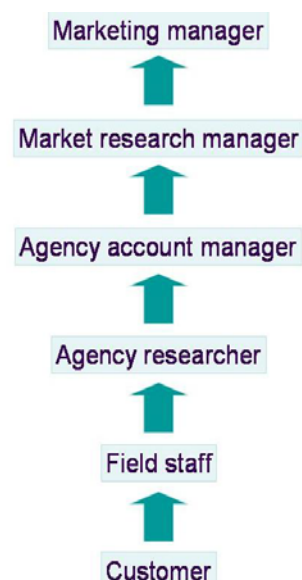 Marketing manager
Market research manager
Agency account manager
Agency researcher
Field staff
Customer